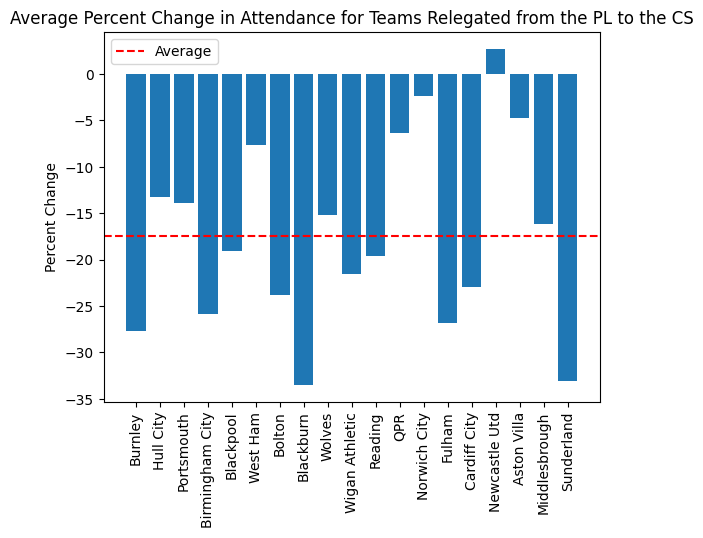 Average Percent Change in Attendance for Teams Relegated from the PL to the CS
Average
0
−5
−10
−15
−20
−25
−30
−35
Percent Change
Burnley
Hull City
Portsmouth
Birmingham City
Blackpool
West Ham
Bolton
Blackburn
Wolves
Wigan Athletic
Reading
QPR
Norwich City
Fulham
Cardiff City
Newcastle Utd
Aston Villa
Middlesbrough
Sunderland